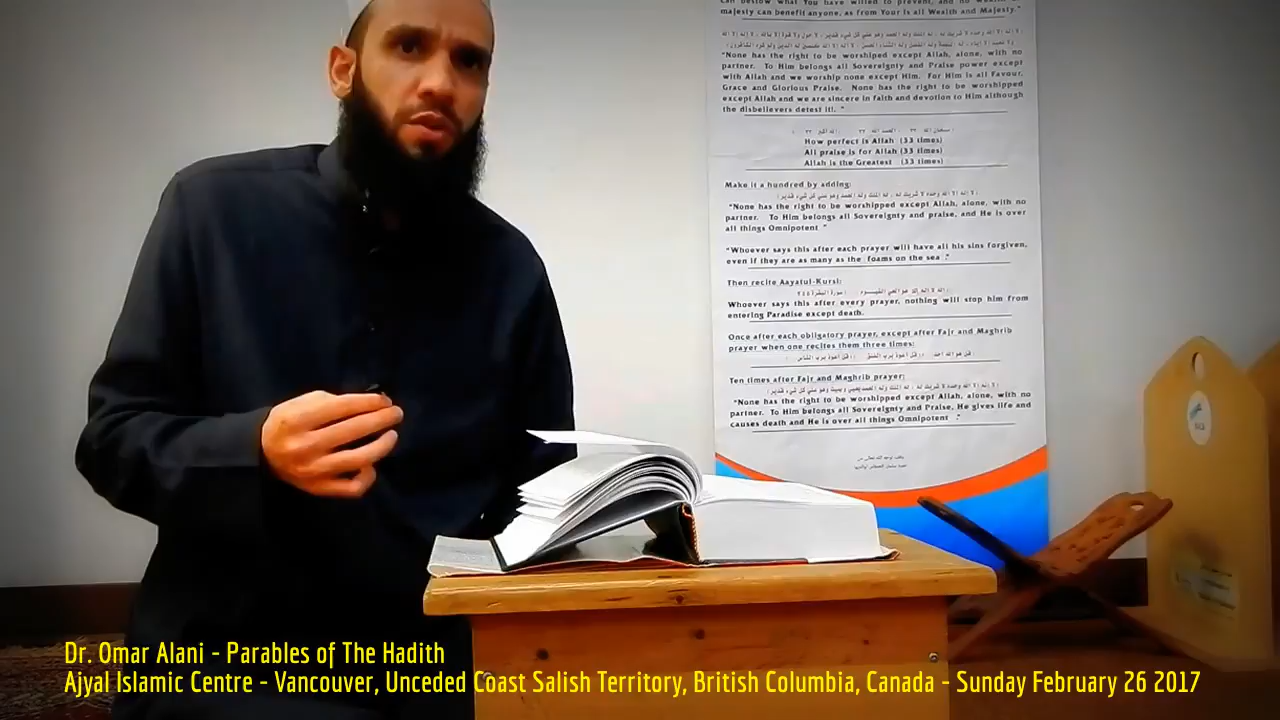 can bestow what You have willed to prevent, and no wealth or
majesty can benefit anyone, as from Your is all Wealth and Majesty."
"None has the right to be worshiped except Allah, alone, with no
partner. To Him belongs all Sovereignty and Praise power except
with Allah and we worship none except Him. For Him is all Favour,
Grace and Glorious Praise. None has the right to be worshipped
except Allah and we are sincere in faith and devotion to Him although
the disbelievers detest it!. "
How perfect is Allah (33 times)
All praise is for Allah (33 times)
Allah is the Greatest (33 times)
Make it a hundred by adding:
"None has the right to be worshipped except Allah, alone, with no
partner. To Him belongs all Sovereignty and praise, and He is over
all things Omnipotent "
"Whoever says this after each prayer will have all his sins forgiven,
even if they are as many as the foams on the sea ."
Then recite Aayatul-Kursi:
Whoever says this after every prayer, nothing will stop him from
entering Paradise except death.
Once after each obligatory prayer, except after Fajr and Maghrib
prayer when one recites them three times:
Ten times after Fajr and Maghrib prayer:
"None has the right to be worshipped except Allah, alone, with no
partner. To Him belongs all Sovereignty and Praise, He gives life and
causes death and He is over all things Omnipotent ."
Dr. Omar Alani - Parables of The Hadith
Ajyal Islamic Centre - Vancouver, Unceded Coast Salish Territory, British Columbia, Canada - Sunday February 26 2017